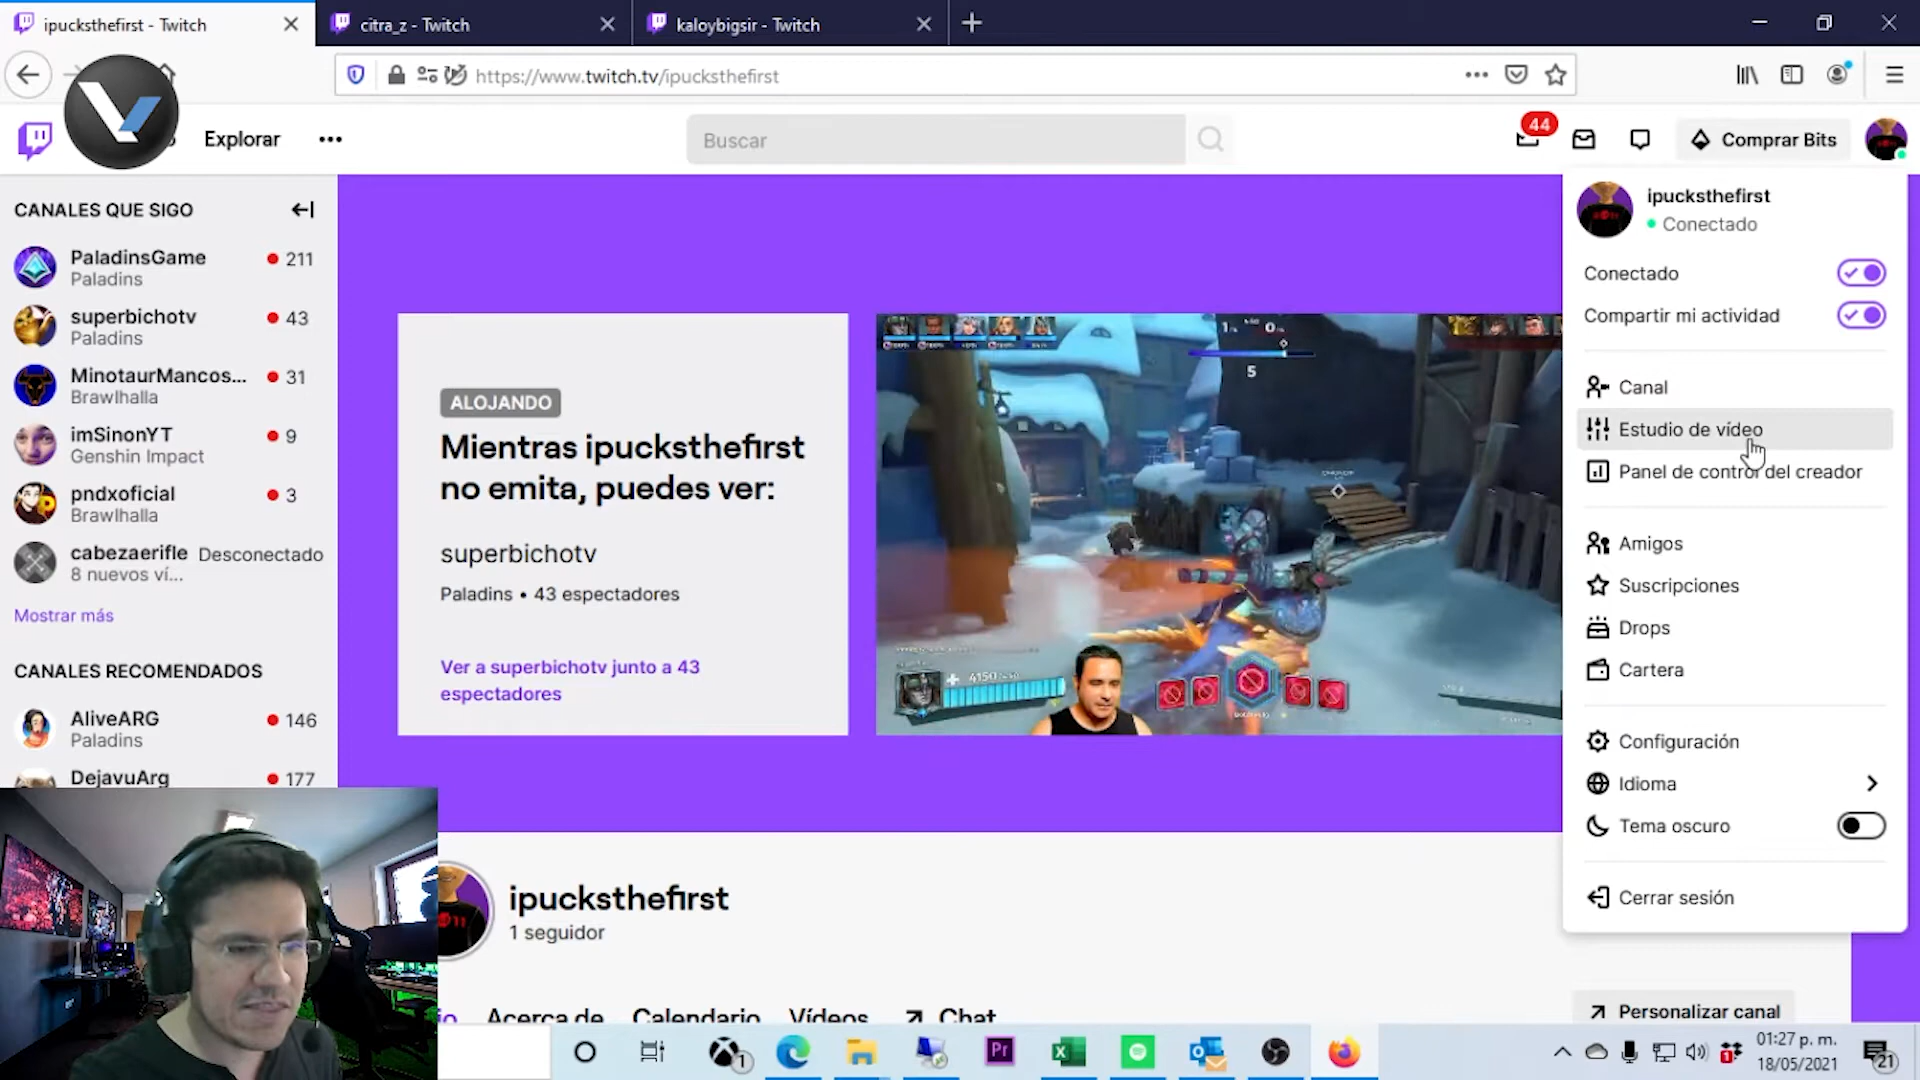 ipucksthefirst - Twitch
citra_z - Twitch
kaloybigsir - Twitch
https://www.twitch.tv/ipucksthefirst
Explorar
Buscar
44
Comprar Bits
CANALES QUE SIGO
PaladinsGame
211
Paladins
superbichotv
43
Paladins
MinotaurMancos...
31
Brawlhalla
imSinonYT
9
Genshin Impact
pndxoficial
3
Brawlhalla
cabezaerifle
Desconectado
8 nuevos ví...
Mostrar más
CANALES RECOMENDADOS
AliveARG
146
Paladins
DejavuArg
177
ALOJANDO
Mientras ipucksthefirst
no emita, puedes ver:
superbichotv
Paladins • 43 espectadores
Ver a superbichotv junto a 43
espectadores
5
4150
ipucksthefirst
Conectado
Conectado
Compartir mi actividad
Canal
Estudio de vídeo
Panel de control del creador
Amigos
Suscripciones
Drops
Cartera
Configuración
Idioma
Tema oscuro
Cerrar sesión
ipucksthefirst
1 seguidor
Acerca de
Calendario
Vídeos
Chat
Personalizar canal
01:27 p. m.
18/05/2021
21